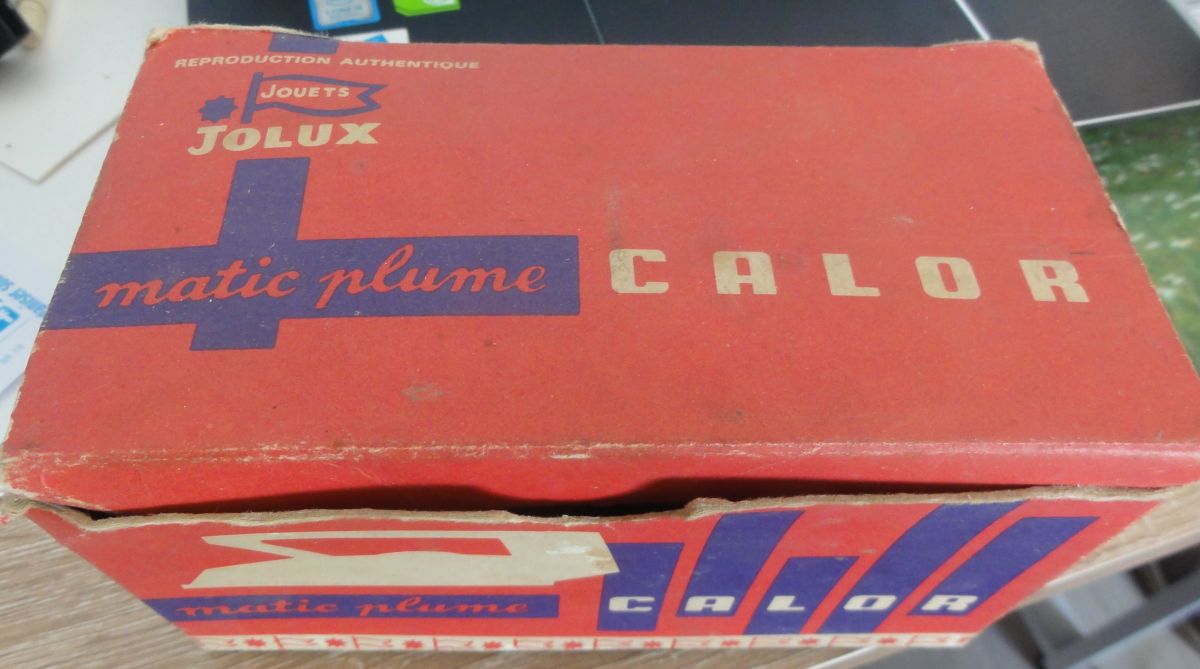 REPRODUCTION AUTHENTIQUE
JOUETS
JOLUX
matic plume CALOR
matic plume CALOR